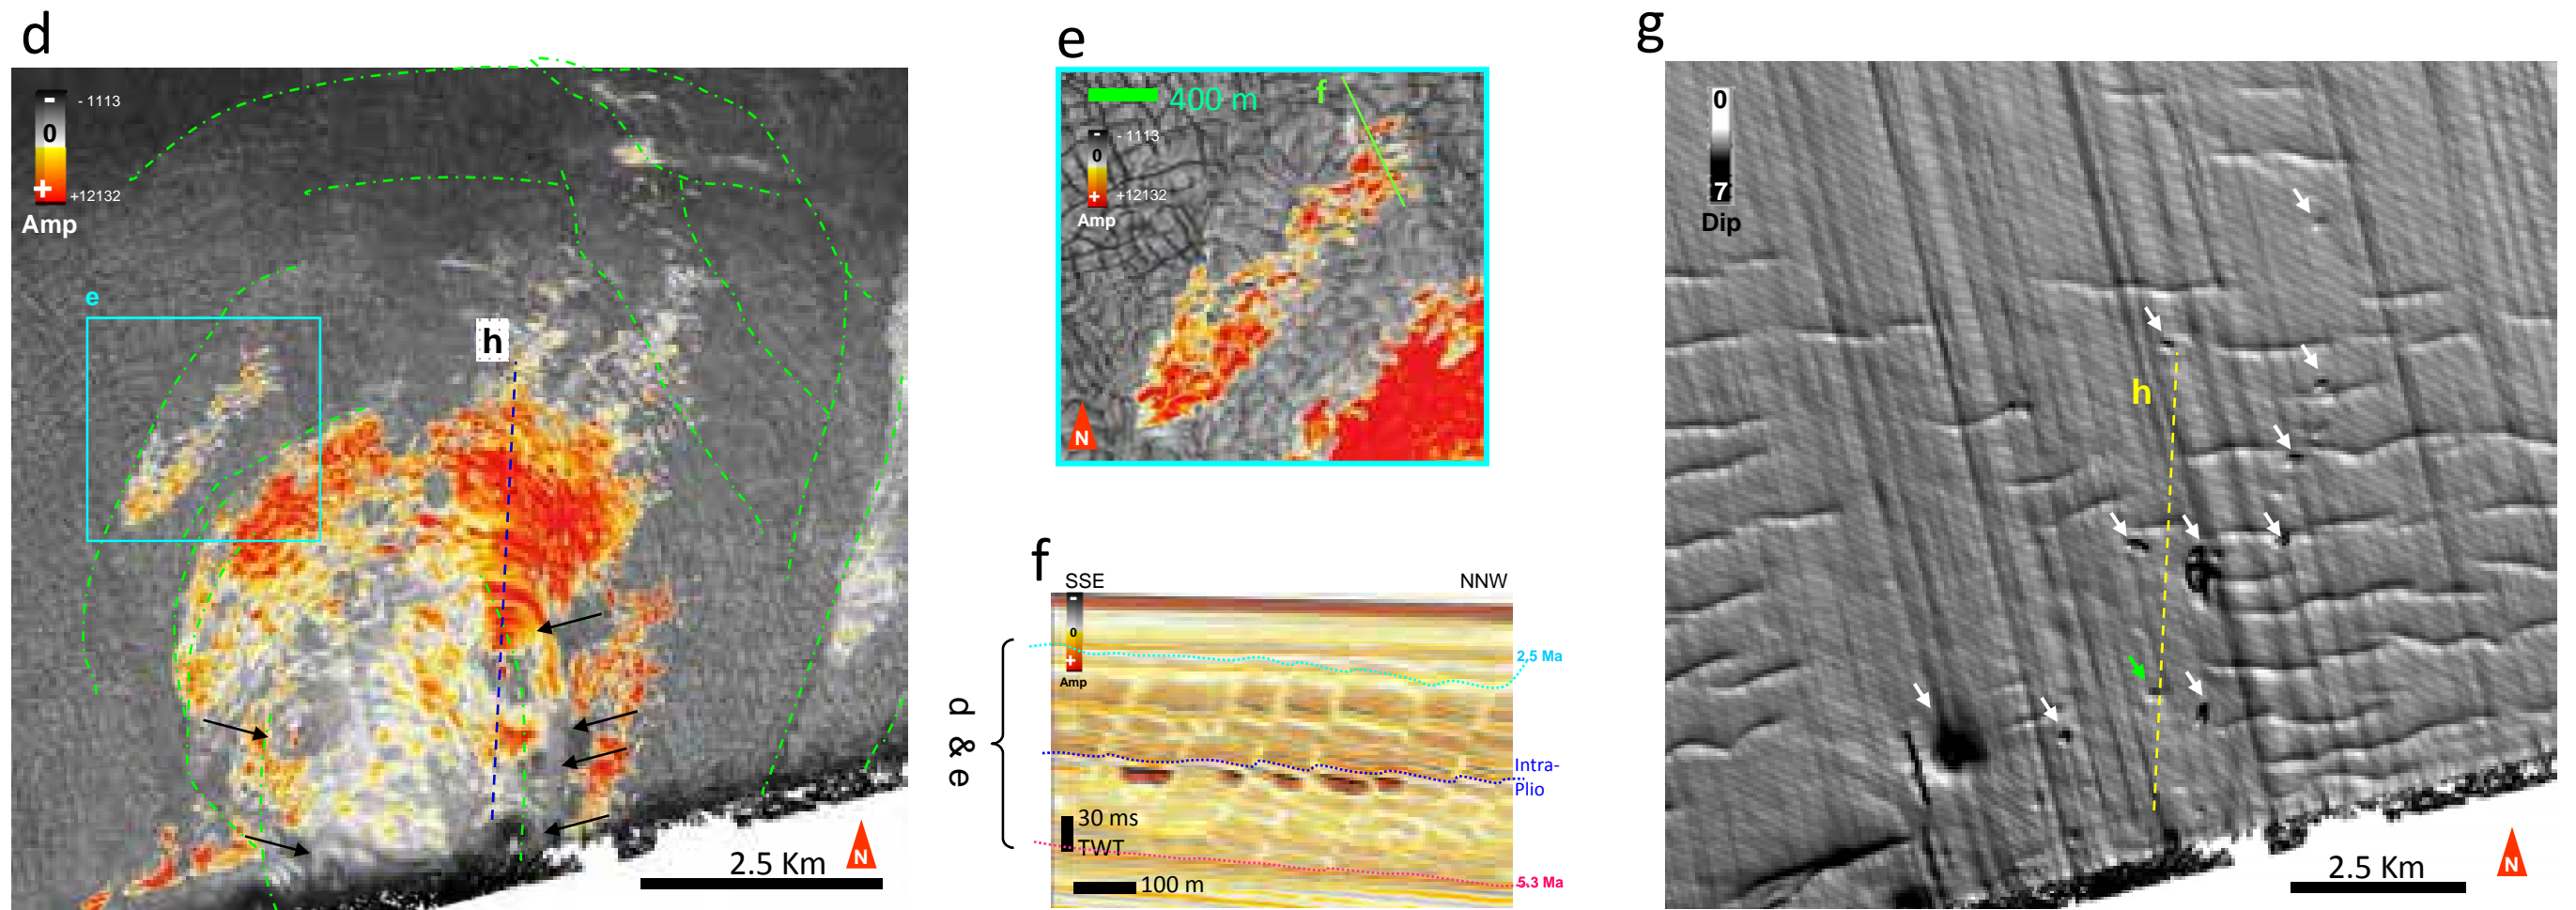 d
-
- 1113
0
+
+12132
Amp
e
h
2.5 Km
N
e
400 m
f
-
- 1113
0
+
+12132
Amp
N
f
SSE
NNW
-
0
+
Amp
2,5 Ma
d & e
Intra-
Plio
30 ms
TWT
100 m
5.3 Ma
g
0
7
Dip
h
2.5 Km
N